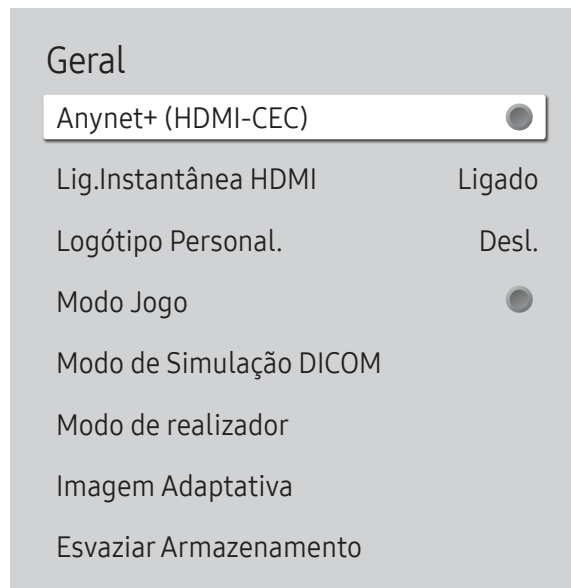 Geral
Anynet+ (HDMI-CEC)
Lig.Instantânea HDMI Ligado
Logótipo Personal. Desl.
Modo Jogo
Modo de Simulação DICOM
Modo de realizador
Imagem Adaptativa
Esvaziar Armazenamento